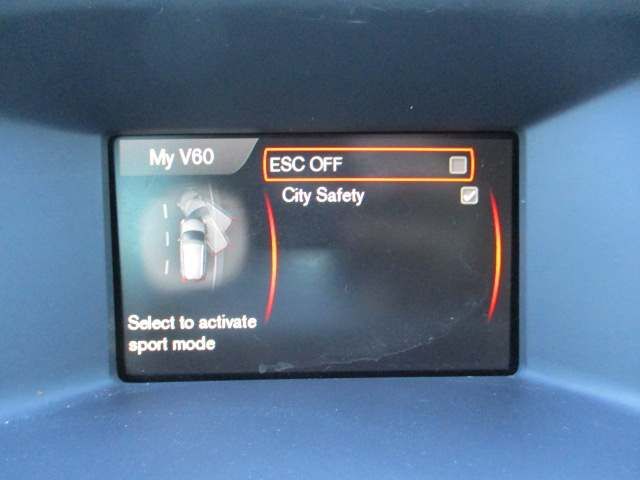 My V60
ESC OFF
City Safety
Select to activate
sport mode